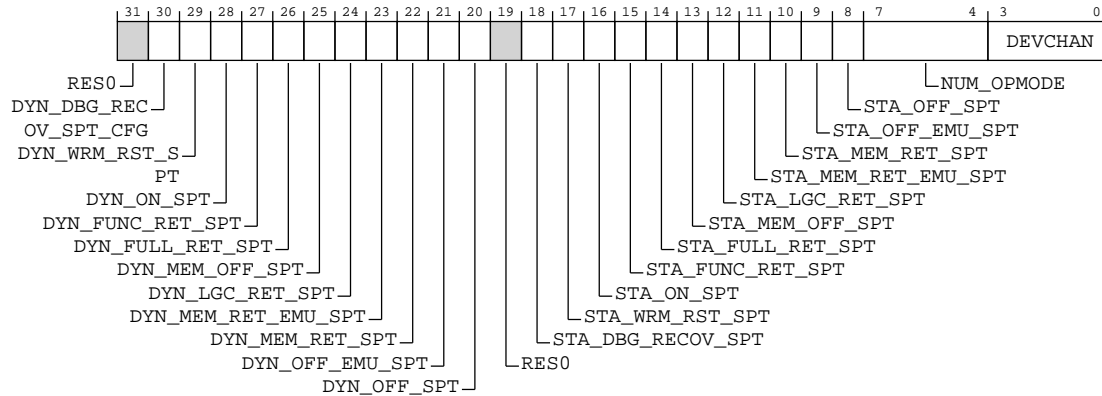 31 30 29 28 27 26 25 24 23 22 21 20 19 18 17 16 15 14 13 12 11 10 9 8 7 4 3 0
DEVCHAN
RES0 NUM_OPMODE
DYN_DBG_REC STA_OFF_SPT
OV_SPT_CFG STA_OFF_EMU_SPT
DYN_WRM_RST_S STA_MEM_RET_SPT
PT STA_MEM_RET_EMU_SPT
DYN_ON_SPT STA_LGC_RET_SPT
DYN_FUNC_RET_SPT STA_MEM_OFF_SPT
DYN_FULL_RET_SPT STA_FULL_RET_SPT
DYN_MEM_OFF_SPT STA_FUNC_RET_SPT
DYN_LGC_RET_SPT STA_ON_SPT
DYN_MEM_RET_EMU_SPT STA_WRM_RST_SPT
DYN_MEM_RET_SPT STA_DBG_RECOV_SPT
DYN_OFF_EMU_SPT RES0
DYN_OFF_SPT